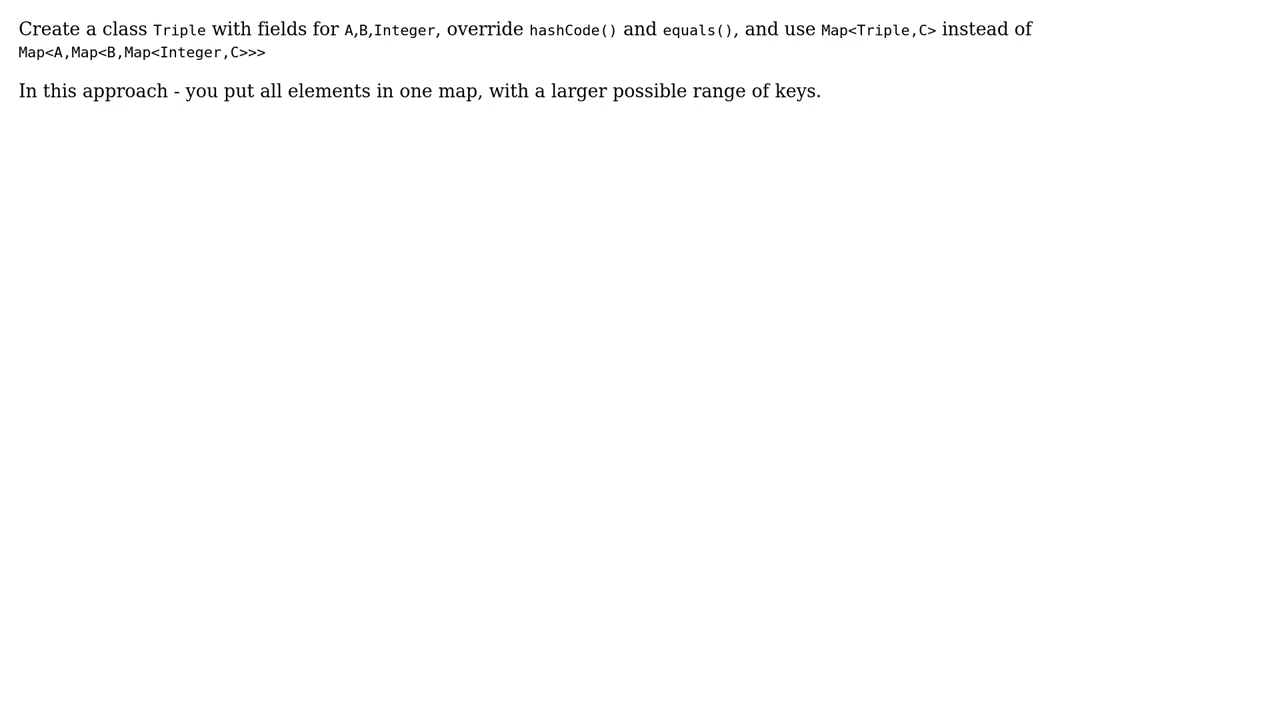 Create a class Triple with fields for A,B,Integer, override hashCode() and equals(), and use Map<Triple,C> instead of
Map<A,Map<B,Map<Integer,C>>>
In this approach - you put all elements in one map, with a larger possible range of keys.